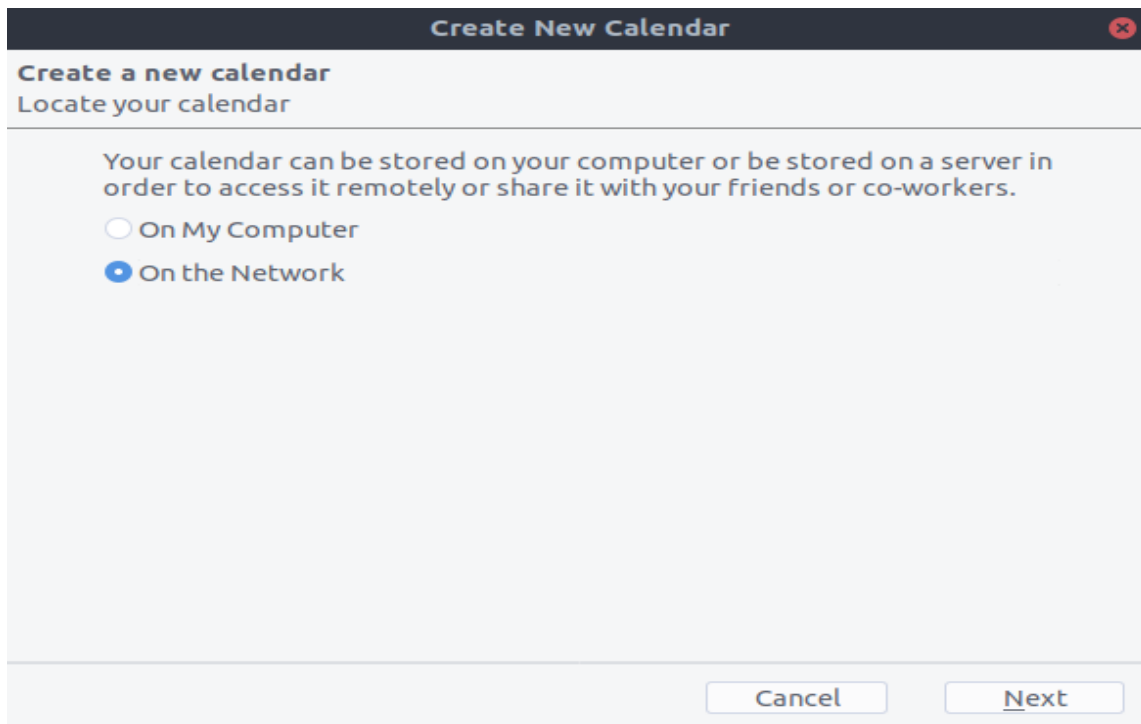 Create New Calendar
Create a new calendar
Locate your calendar
Your calendar can be stored on your computer or be stored on a server in
order to access it remotely or share it with your friends or co-workers.
On My Computer
On the Network
Cancel
Next